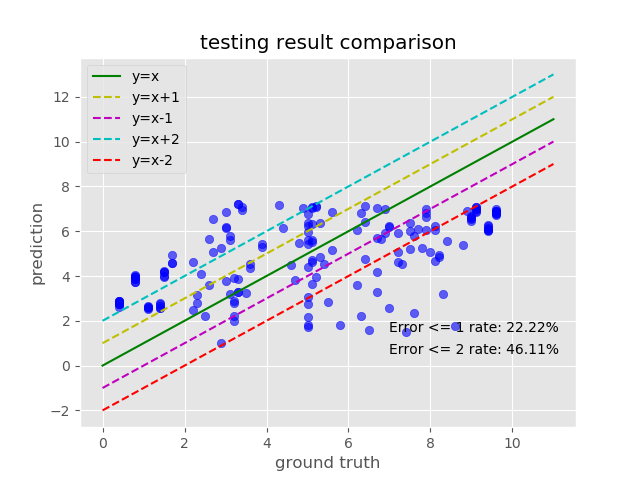 testing result comparison
y=x
y=x+1
y=x-1
y=x+2
y=x-2
12
10
8
6
4
2
0
−2
prediction
Error <= 1 rate: 22.22%
Error <= 2 rate: 46.11%
0
2
4
6
8
10
ground truth